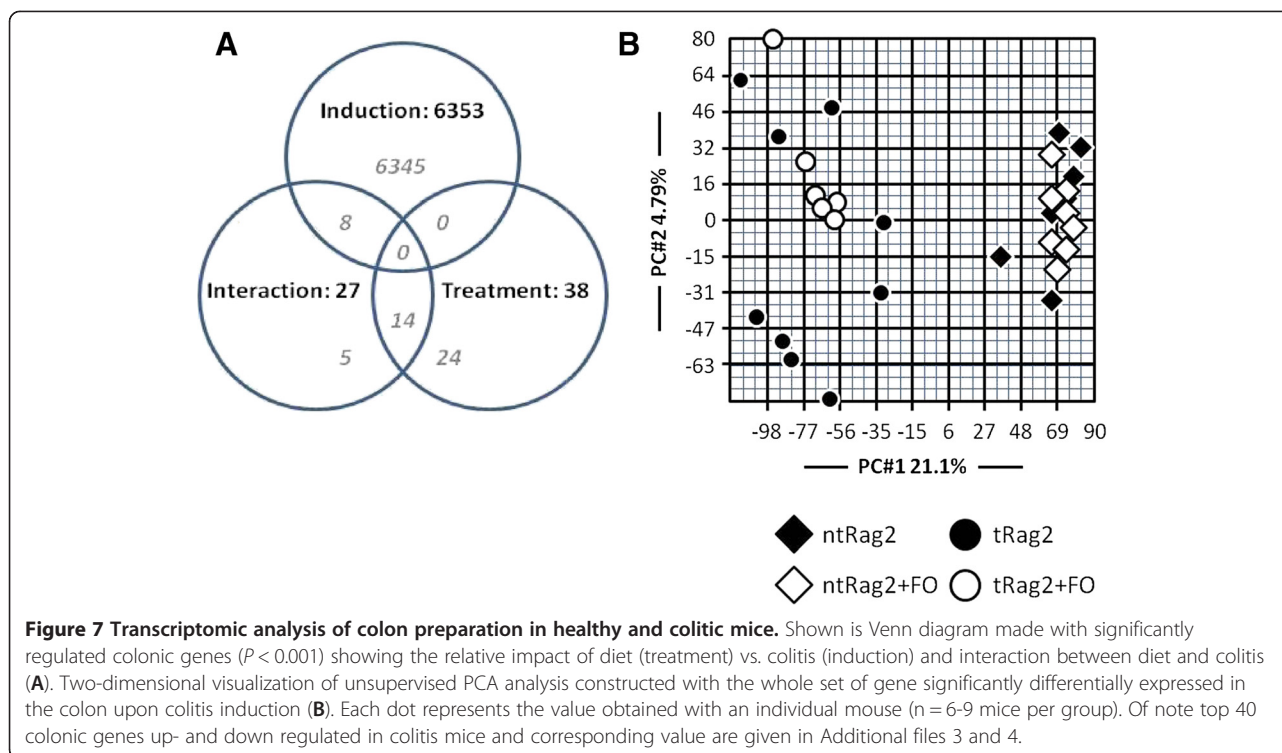 A
Induction: 6353
6345
8
0
0
Interaction: 27
Treatment: 38
14
5
24
B
80
64
46
32
16
0
-15
-31
-47
-63
PC#2 4.79%
-98 -77 -56 -35 -15 6 27 48 69 90
PC#1 21.1%
ntRag2
tRag2
ntRag2+FO
tRag2+FO
Figure 7 Transcriptomic analysis of colon preparation in healthy and colitic mice. Shown is Venn diagram made with significantly
regulated colonic genes (P < 0.001) showing the relative impact of diet (treatment) vs. colitis (induction) and interaction between diet and colitis
(A). Two-dimensional visualization of unsupervised PCA analysis constructed with the whole set of gene significantly differentially expressed in
the colon upon colitis induction (B). Each dot represents the value obtained with an individual mouse (n = 6-9 mice per group). Of note top 40
colonic genes up- and down regulated in colitis mice and corresponding value are given in Additional files 3 and 4.